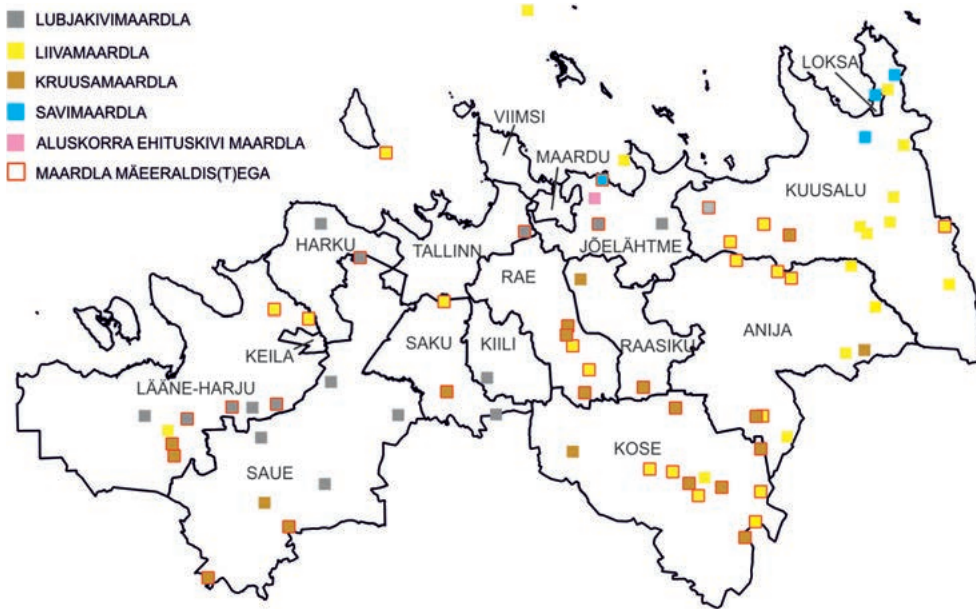 LUBJAKIVIMAARDLA
LIIVAMAARDLA
KRUUSAMAARDLA
SAVIMAARDLA
ALUSKORRA EHITUSKIVI MAARDLA
MAARDLA MÄEERALDIS(T)EGA
LOKSA
VIIMSI
MAARDU
KUUSALU
HARKU
TALLINN
JÕELÄHTME
RAE
ANIJA
KEILA
SAKU
KIILI
RAASIKU
LÄÄNE-HARJU
SAUE
KOSE